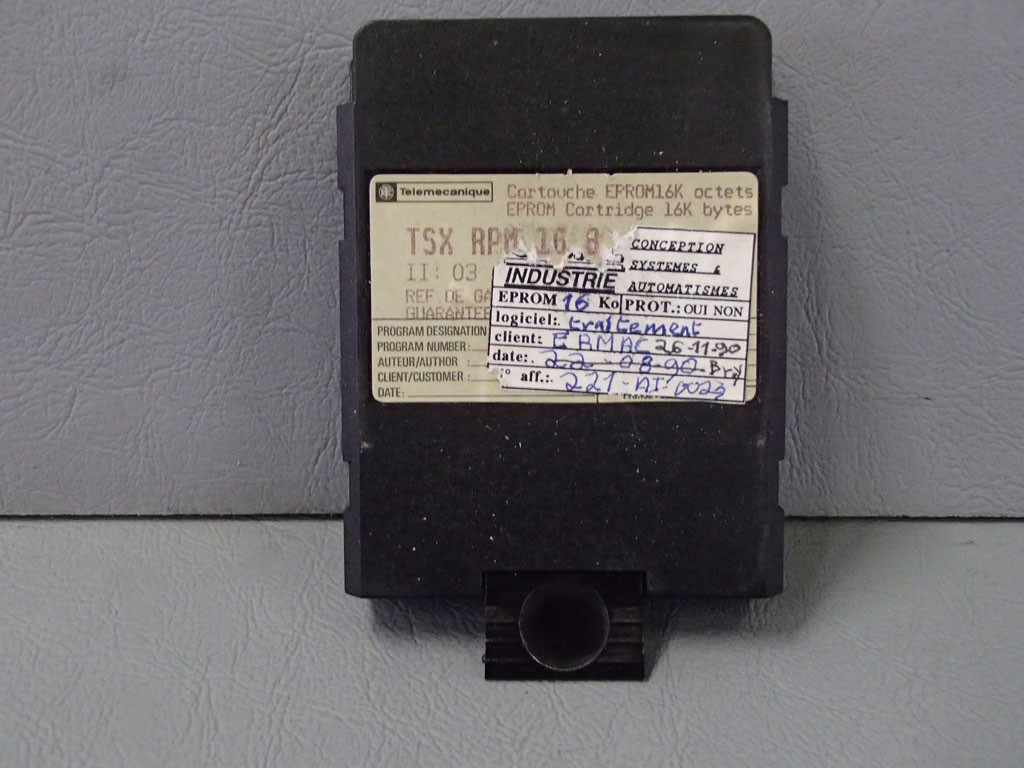 Telemecanique
Cartouche EPROM16K octets
EPROM Cartridge 16K bytes
TSX RPM 16 8
II: 03
REF.DE GA
GUARANTEE
PROGRAM DESIGNATION
PROGRAM NUMBER:
AUTEUR/AUTHOR :
CLIENT/CUSTOMER :
DATE:
INDUSTRIE
CONCEPTION
SYSTEMES &
AUTOMATISMES
EPROM 16 Ko PROT.: OUI NON
logiciel:. traitement
client: ERMAC 26-11-90
date:. 22-08-90 Bry
° aff.:. 221-AI-0023